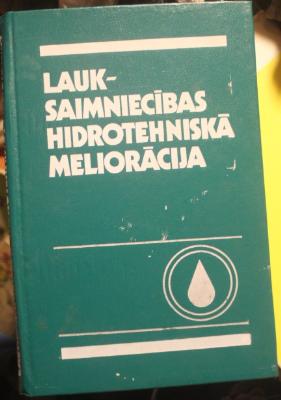 LAUK-
SAIMNIECĪBAS
HIDROTEHNISKĀ
MELIORĀCIJA